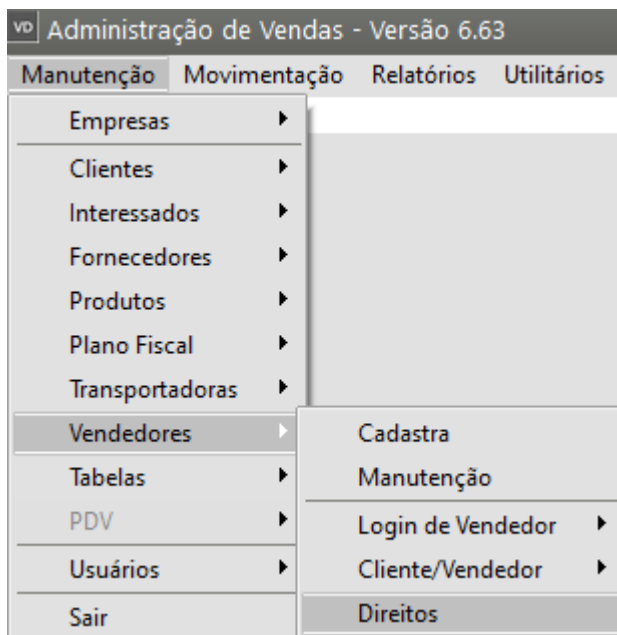 VD Administração de Vendas - Versão 6.63
Manutenção Movimentação Relatórios Utilitários
Empresas
Clientes
Interessados
Fornecedores
Produtos
Plano Fiscal
Transportadoras
Vendedores
Tabelas
PDV
Usuários
Sair
Cadastra
Manutenção
Login de Vendedor
Cliente/Vendedor
Direitos